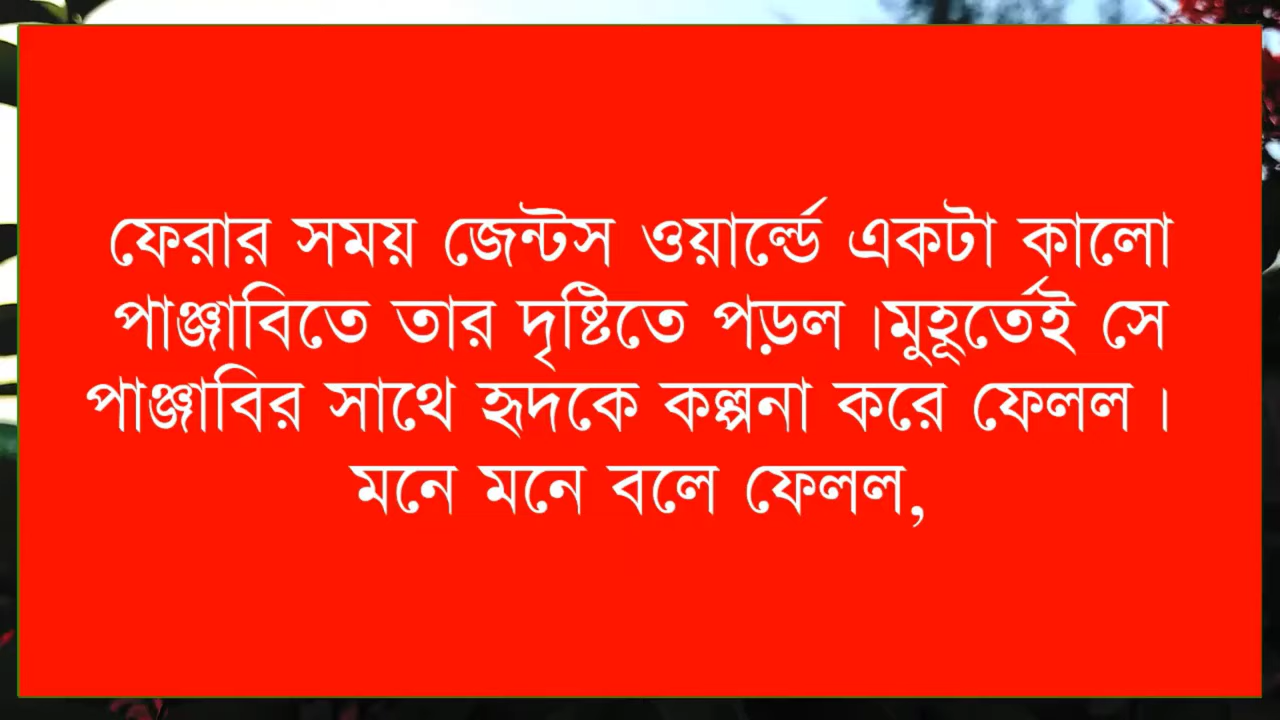 ফেরার সময় জেন্টস ওয়ার্ল্ডে একটা কালো
পাঞ্জাবিতে তার দৃষ্টিতে পড়ল।মুহূর্তেই সে
পাঞ্জাবির সাথে হৃদকে কল্পনা করে ফেলল।
মনে মনে বলে ফেলল,